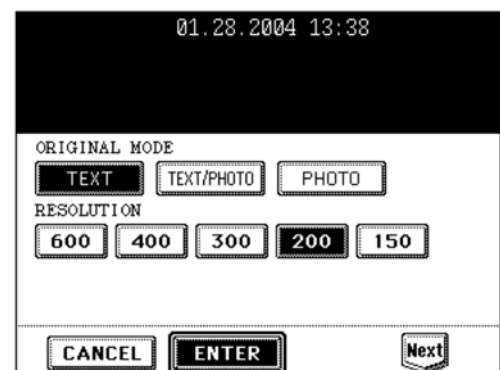 01.28.2004 13:38
ORIGINAL MODE
TEXT TEXT/PHOTO PHOTO
RESOLUTION
600 400 300 200 150
CANCEL ENTER Next